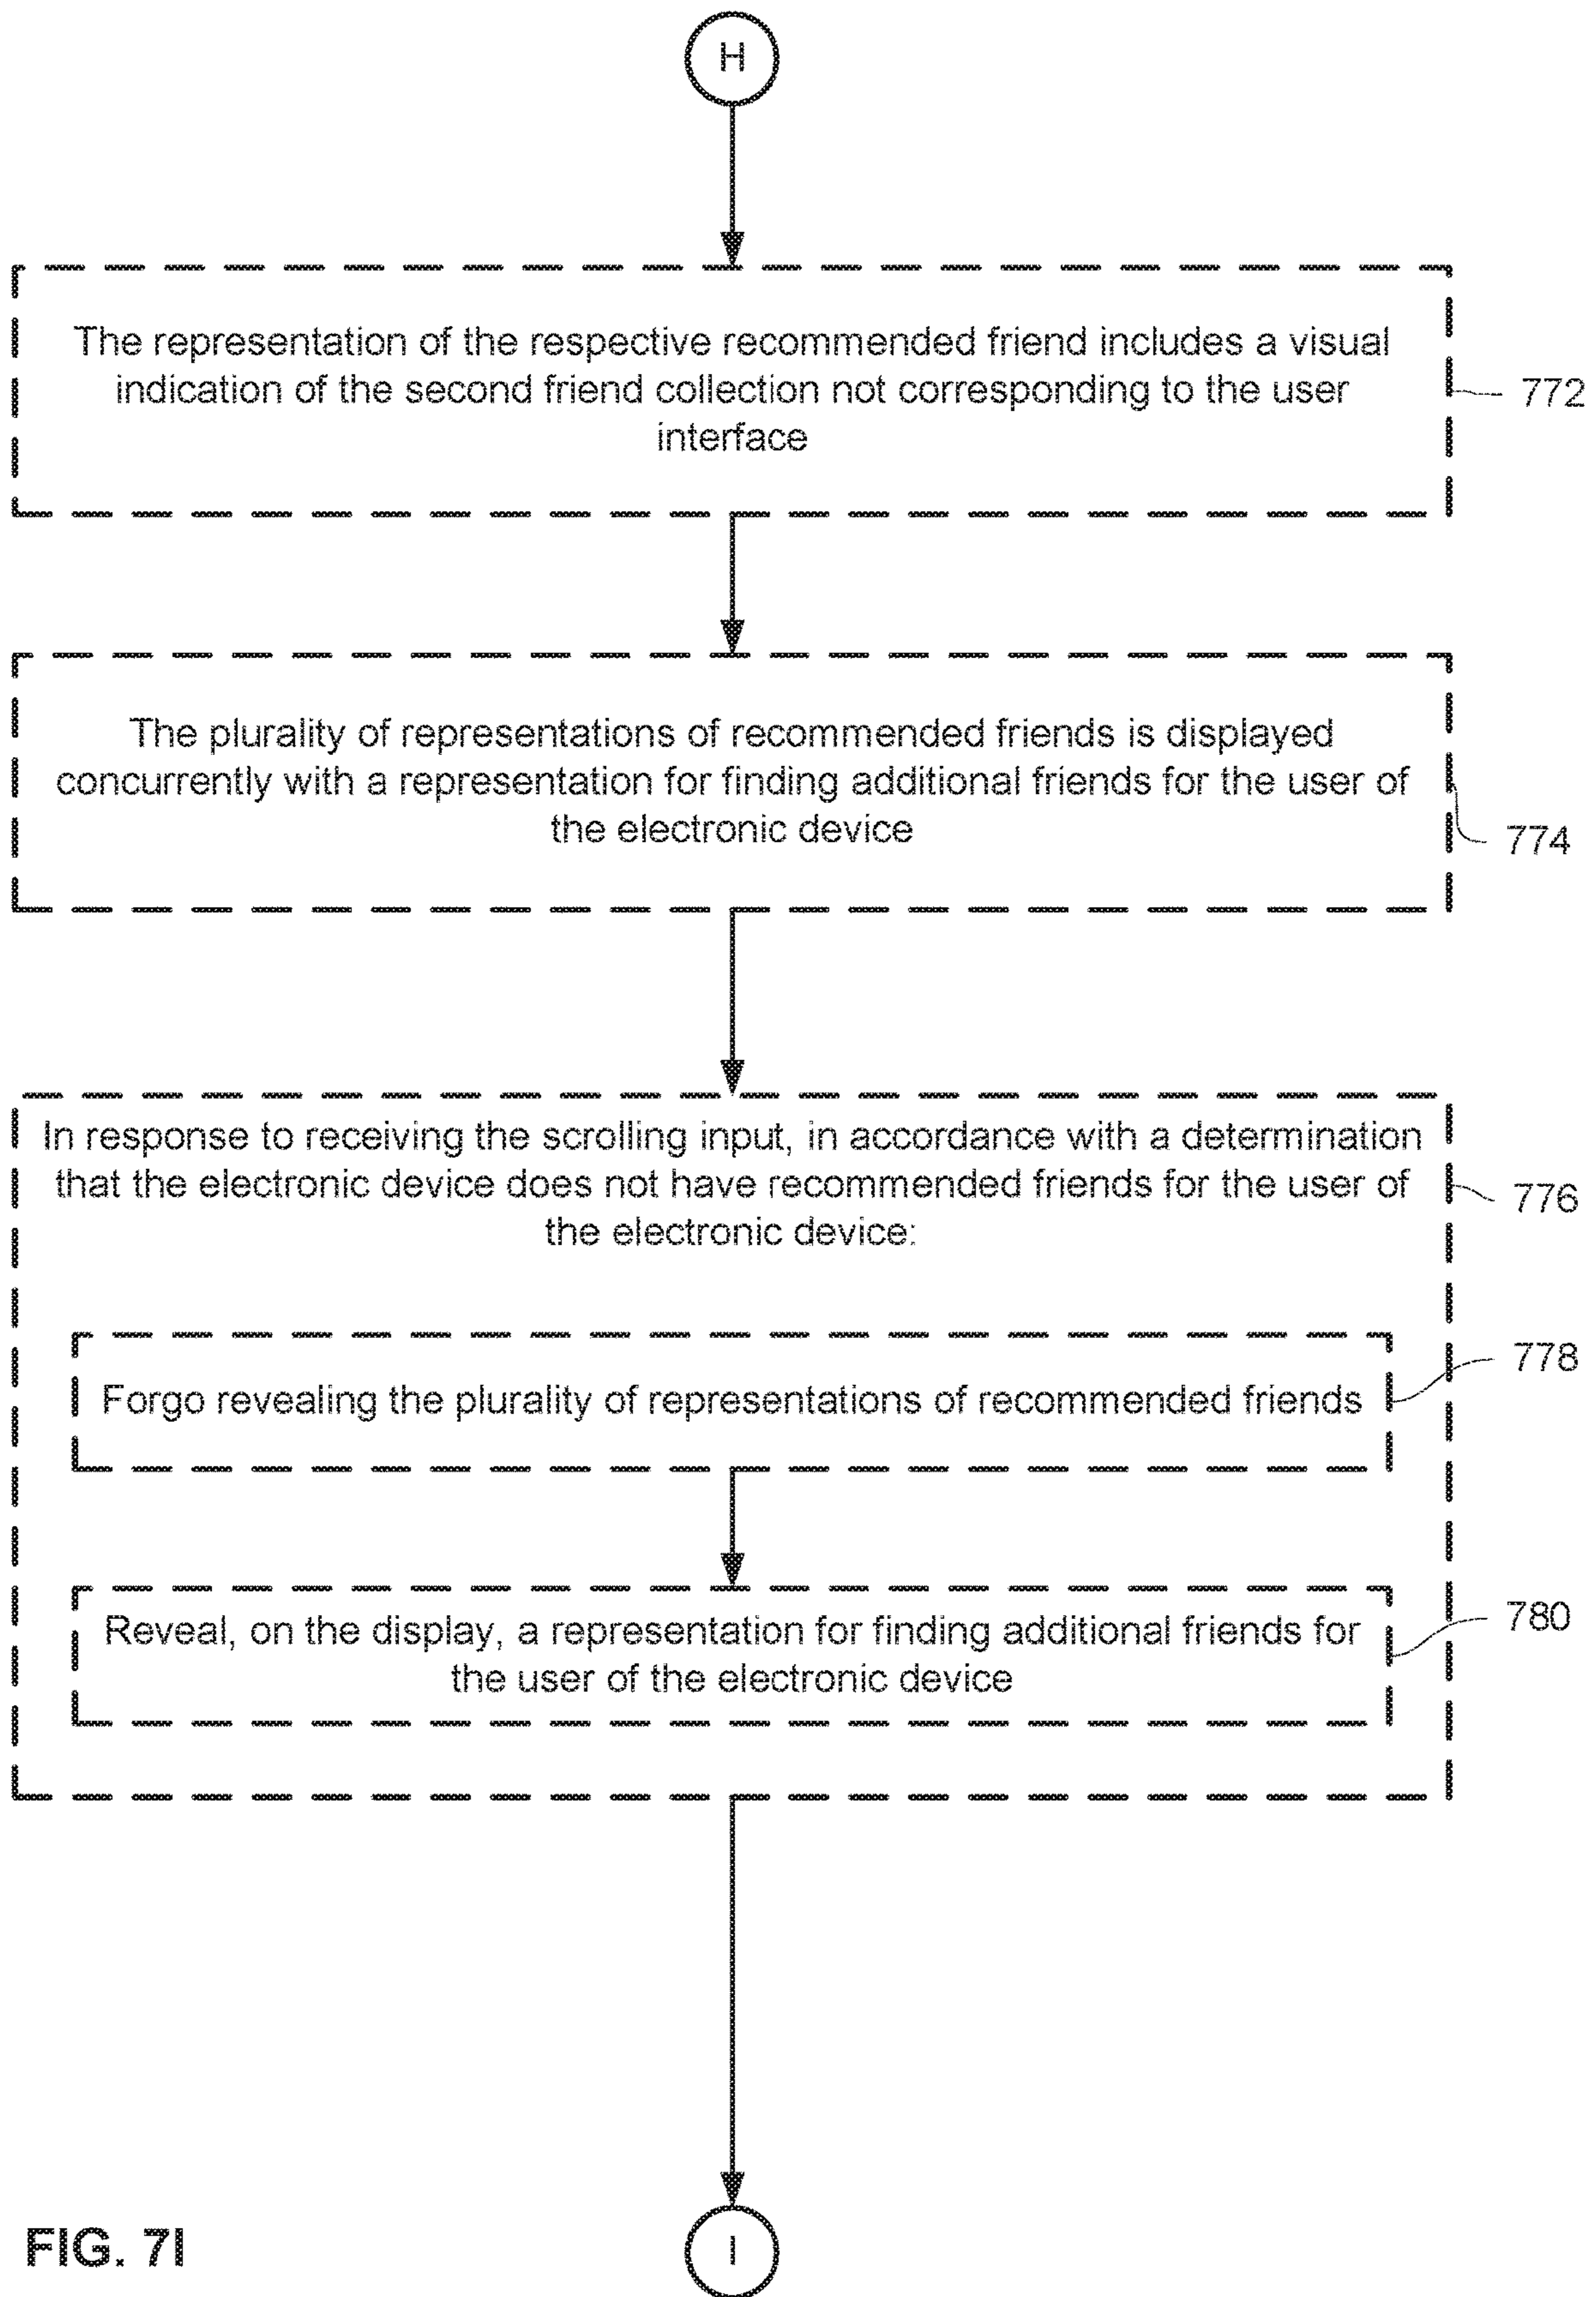 H
The representation of the respective recommended friend includes a visual
indication of the second friend collection not corresponding to the user
interface
772
The plurality of representations of recommended friends is displayed
concurrently with a representation for finding additional friends for the user of
the electronic device
774
In response to receiving the scrolling input, in accordance with a determination
that the electronic device does not have recommended friends for the user of
the electronic device:
776
Forgo revealing the plurality of representations of recommended friends
778
Reveal, on the display, a representation for finding additional friends for
the user of the electronic device
780
FIG. 7I
I